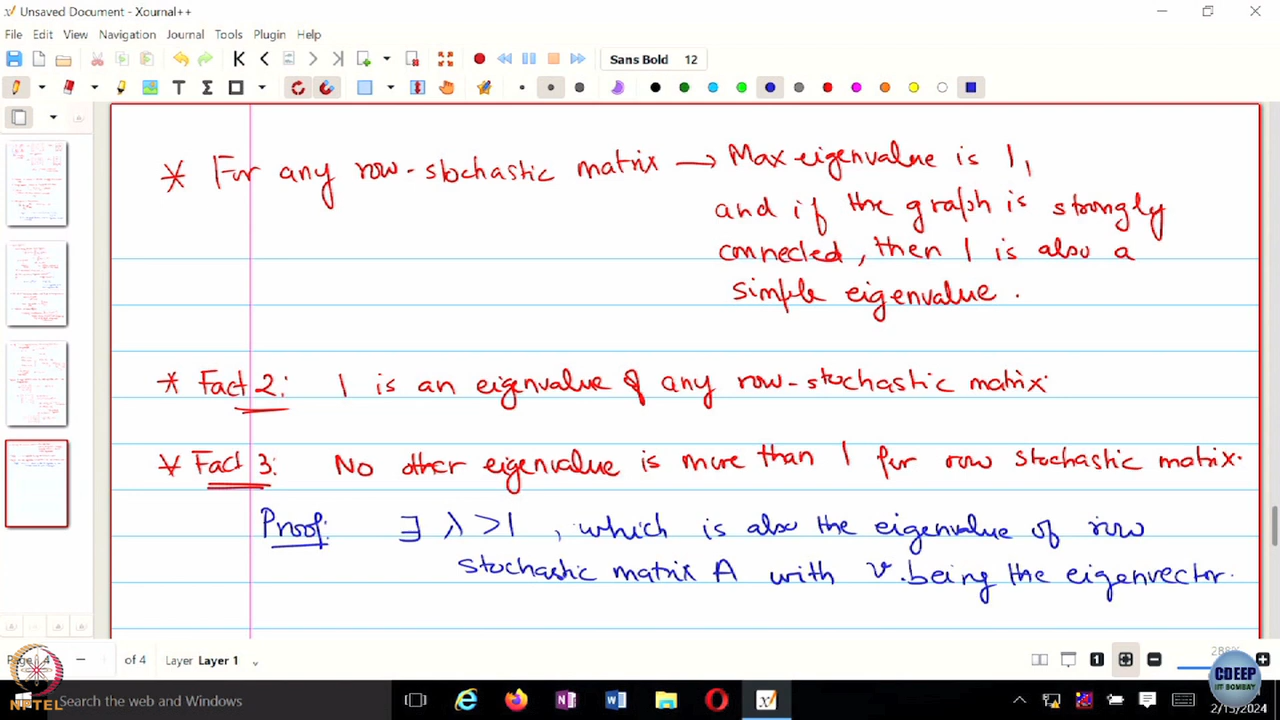 Unsaved Document - Xournal++
File Edit View Navigation Journal Tools Plugin Help
Sans Bold 12
* For any row-stochastic matrix → Max eigenvalue is 1,
and if the graph is strongly
connected, then 1 is also a
simple eigenvalue.
* Fact 2: 1 is an eigenvalue of any row-stochastic matrix.
* Fact 3: No other eigenvalue is more than 1 for row stochastic matrix.
Proof: ∃ λ > 1, which is also the eigenvalue of row
stochastic matrix A with v being the eigenvector.
of 4 Layer Layer 1
288%
CDEEP
IIT BOMBAY
NPTEL
Search the web and Windows
2/15/2024